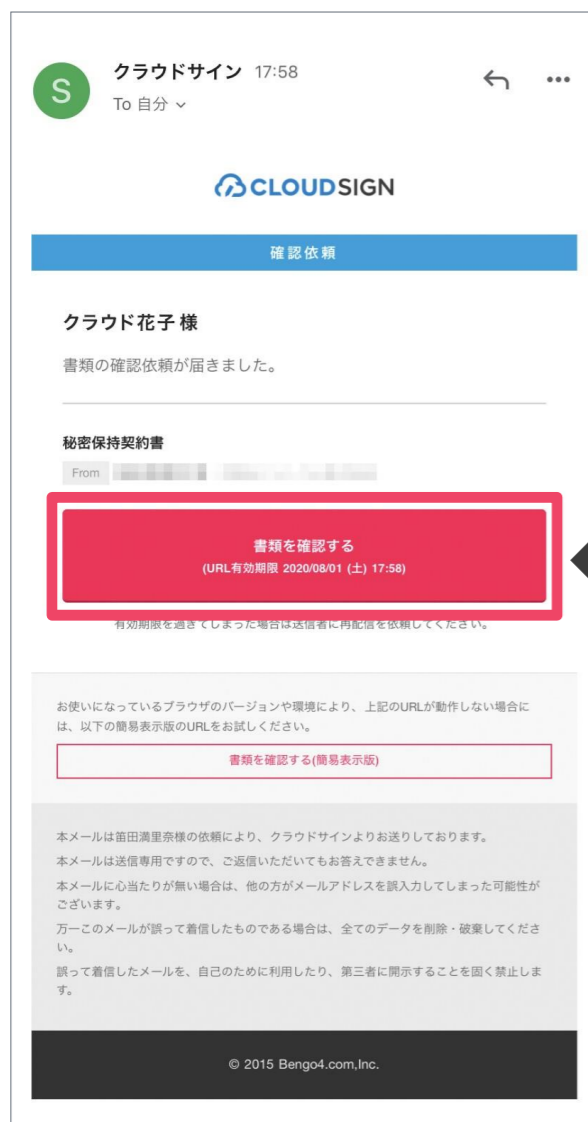 S
クラウドサイン 17:58
To 自分
CLOUDSIGN
確認依頼
クラウド花子 様
書類の確認依頼が届きました。
秘密保持契約書
From
書類を確認する
(URL有効期限 2020/08/01 (土) 17:58)
有効期限を過ぎてしまった場合は送信者に再配信を依頼してください。
お使いになっているブラウザのバージョンや環境により、上記のURLが動作しない場合に
は、以下の簡易表示版のURLをお試しください。
書類を確認する(簡易表示版)
本メールは笛田満里奈様の依頼により、クラウドサインよりお送りしております。
本メールは送信専用ですので、ご返信いただいてもお答えできません。
本メールに心当たりが無い場合は、他の方がメールアドレスを誤入力してしまった可能性が
ございます。
万一このメールが誤って着信したものである場合は、全てのデータを削除・破棄してくださ
い。
誤って着信したメールを、自己のために利用したり、第三者に開示することを固く禁止しま
す。
© 2015 Bengo4.com,Inc.